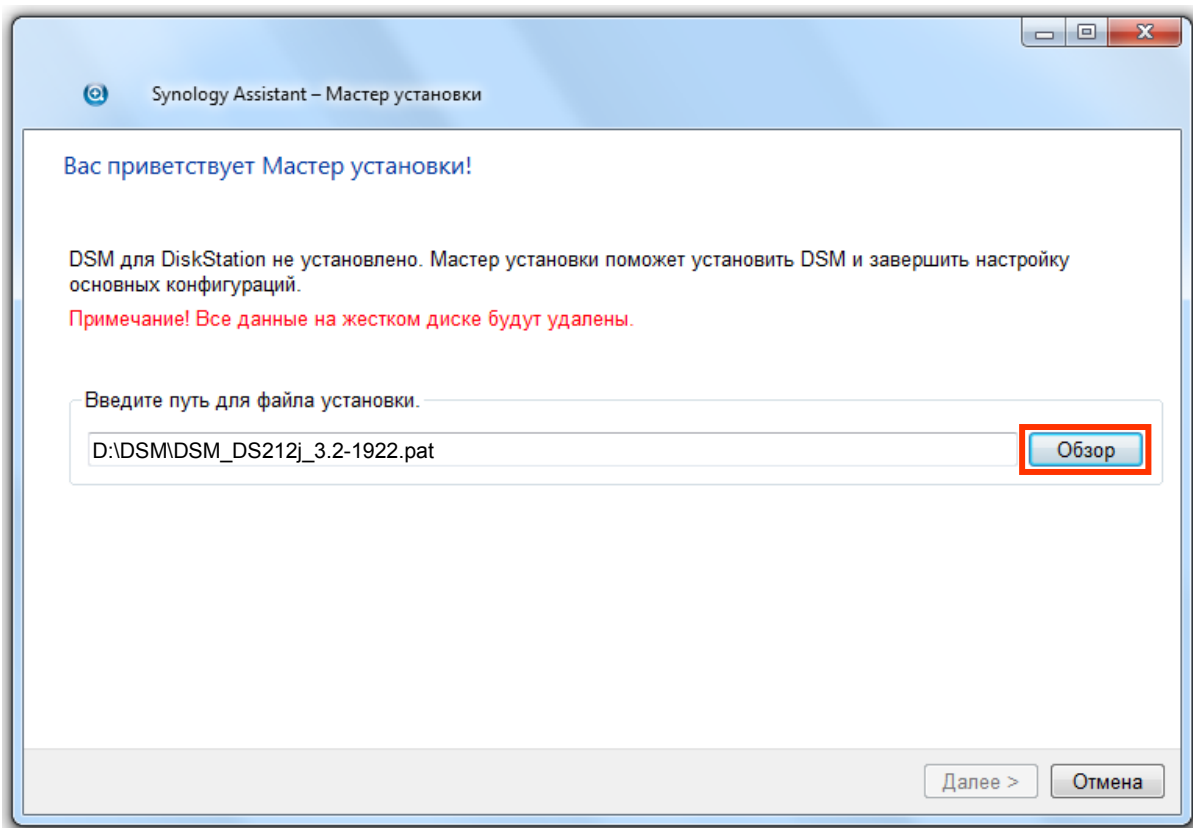 Synology Assistant – Мастер установки
Вас приветствует Мастер установки!
DSM для DiskStation не установлено. Мастер установки поможет установить DSM и завершить настройку
основных конфигураций.
Примечание! Все данные на жестком диске будут удалены.
Введите путь для файла установки.
D:\DSM\DSM_DS212j_3.2-1922.pat
Обзор
Далее >
Отмена